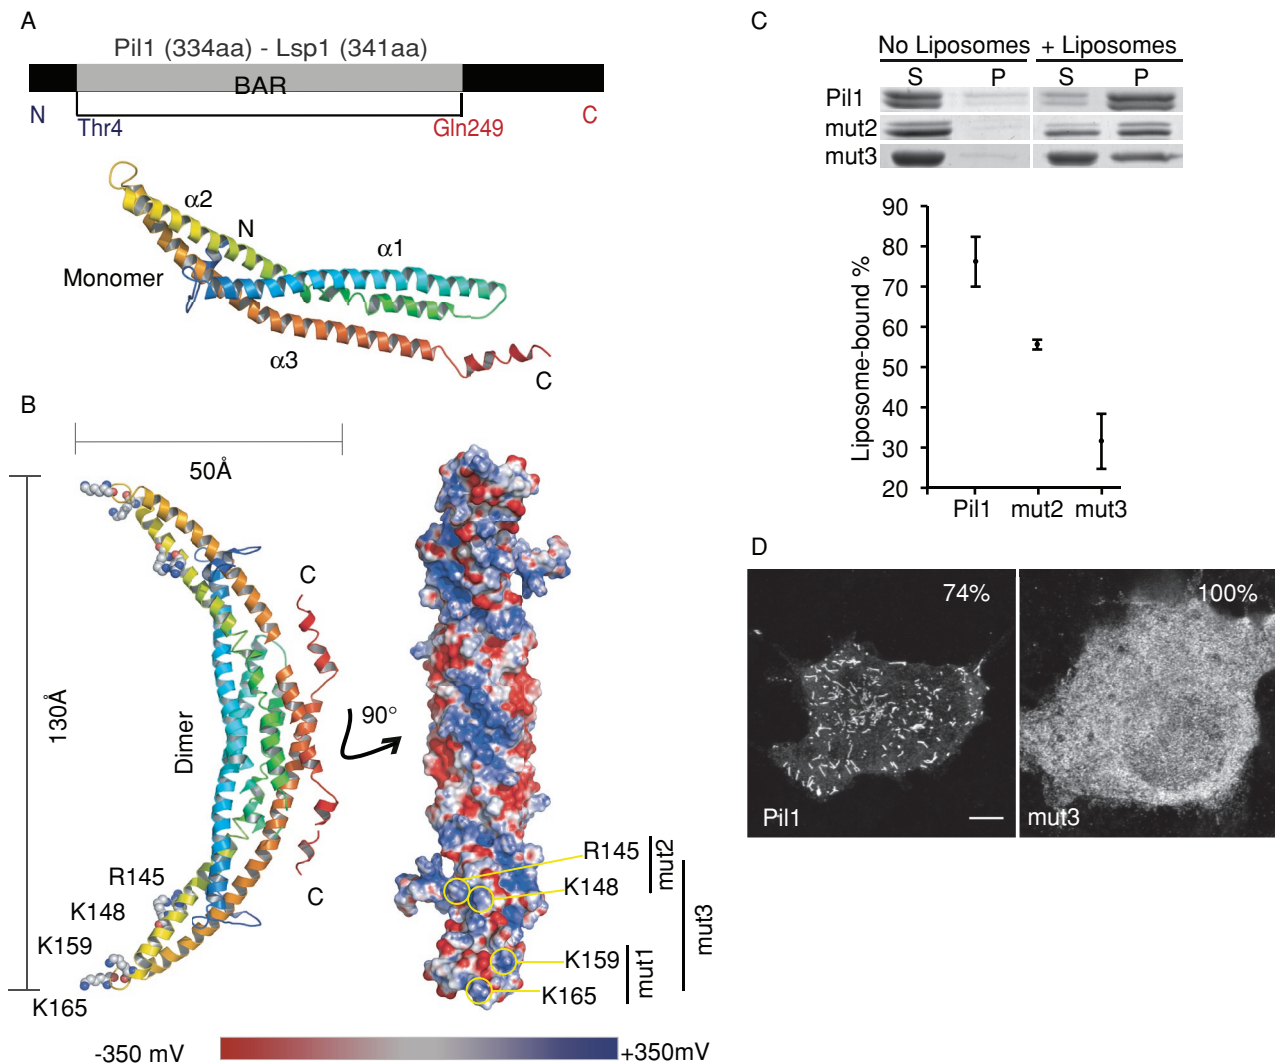 A
Pil1 (334aa) - Lsp1 (341aa)
BAR
N
Thr4
Gln249
C
α2
N
α1
Monomer
α3
C
B
50Å
130Å
Dimer
C
C
90°
R145
K148
K159
K165
R145
K148
mut2
K159
K165
mut1
mut3
-350 mV
+350mV
C
No Liposomes + Liposomes
S P S P
Pil1
mut2
mut3
Liposome-bound %
90
80
70
60
50
40
30
20
Pil1 mut2 mut3
D
74%
Pil1
100%
mut3